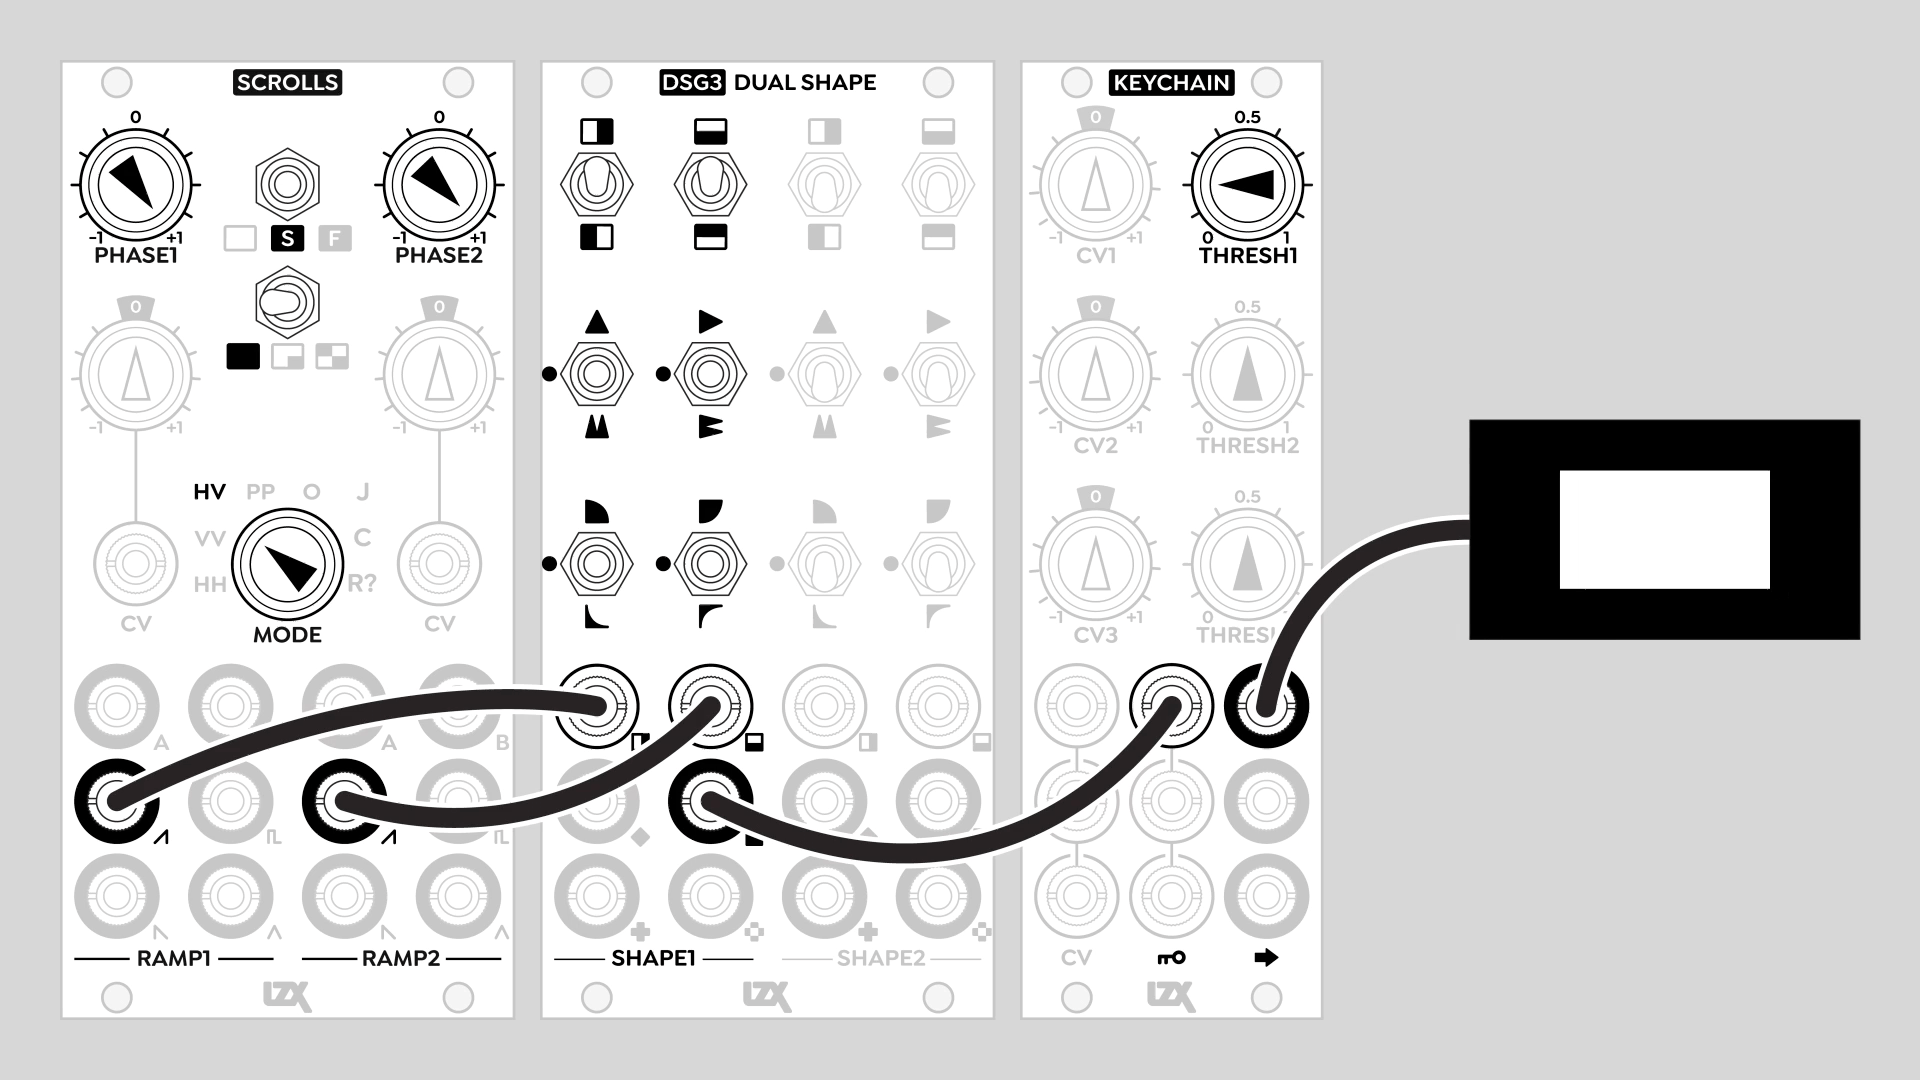 SCROLLS
0
0
-1 +1
PHASE1
S
F
-1 +1
PHASE2
0
0
-1 +1
-1 +1
HV PP O J
VV C
HH R?
CV
MODE
CV
A
A
B
RAMP1
RAMP2
LZX
DSG3 DUAL SHAPE
SHAPE1
SHAPE2
LZX
KEYCHAIN
0
0.5
-1 +1
CV1
0 1
THRESH1
0
0.5
-1 +1
CV2
0 1
THRESH2
0
0.5
-1 +1
CV3
0
CV
LZX